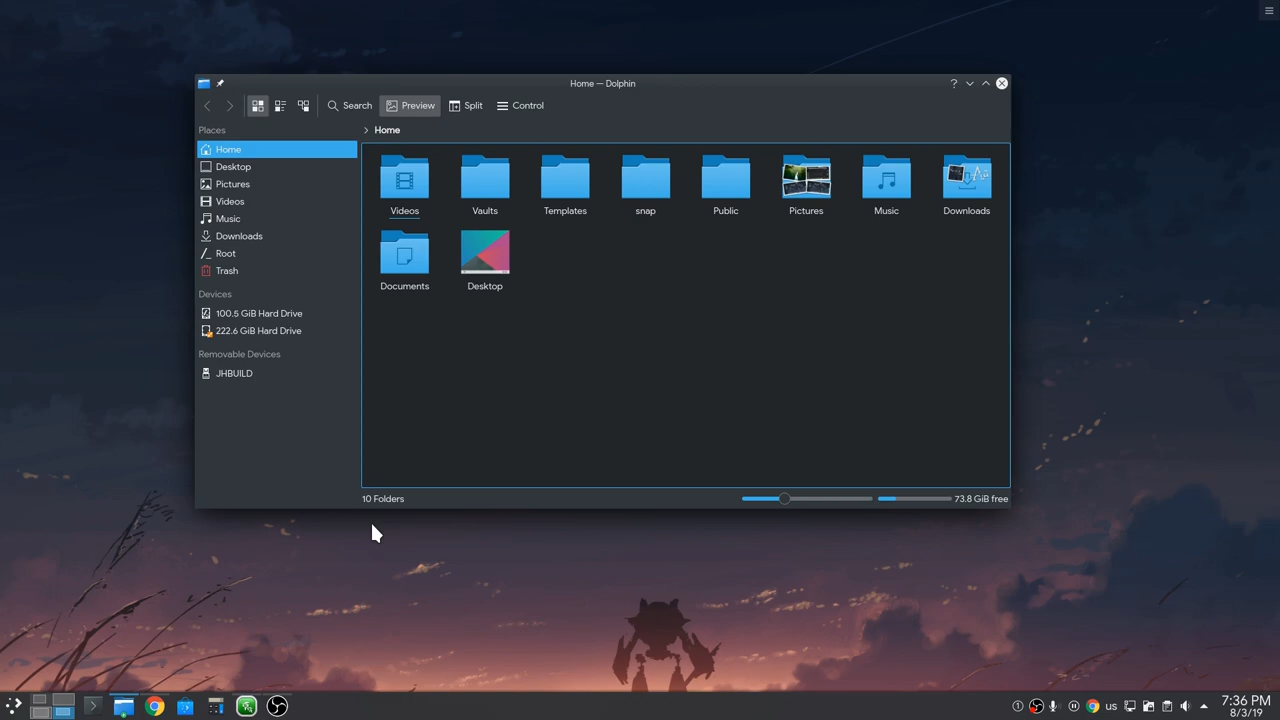 Home — Dolphin
Search
Preview
Split
Control
Places
Home
Home
Desktop
Pictures
Videos
Music
Downloads
Root
Trash
Devices
100.5 GiB Hard Drive
222.6 GiB Hard Drive
Removable Devices
JHBUILD
Videos
Vaults
Templates
snap
Public
Pictures
Music
Downloads
Documents
Desktop
10 Folders
73.8 GiB free
us
7:36 PM
8/3/19